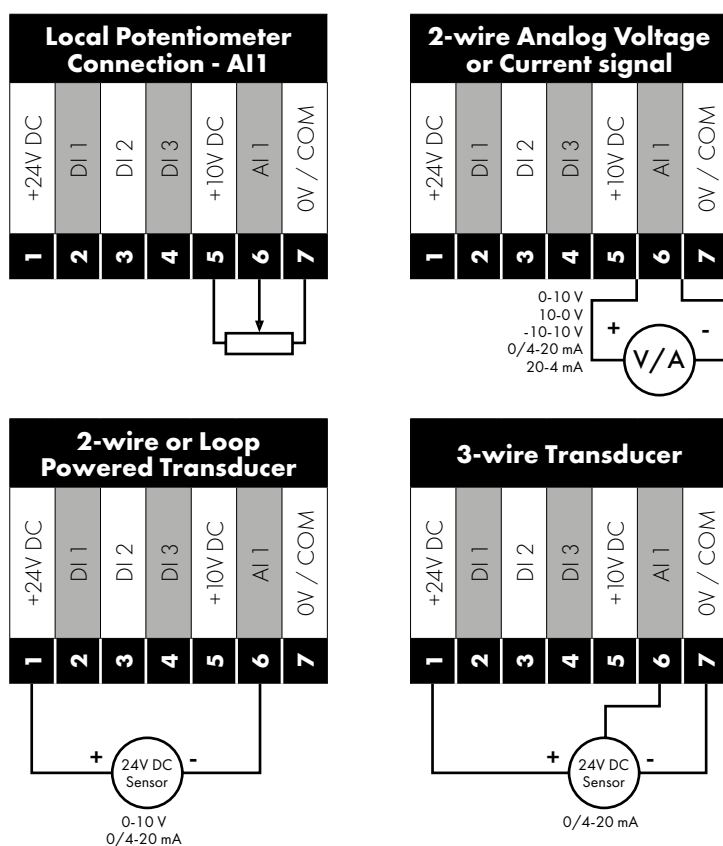 Local Potentiometer
Connection - AI1
+24V DC
DI 1
DI 2
DI 3
+10V DC
AI 1
0V / COM
1
2
3
4
5
6
7
2-wire Analog Voltage
or Current signal
+24V DC
DI 1
DI 2
DI 3
+10V DC
AI 1
0V / COM
1
2
3
4
5
6
7
0-10 V
10-0 V
-10-10 V
0/4-20 mA
20-4 mA
+
V/A
-
2-wire or Loop
Powered Transducer
+24V DC
DI 1
DI 2
DI 3
+10V DC
AI 1
0V / COM
1
2
3
4
5
6
7
+
24V DC
Sensor
-
0-10 V
0/4-20 mA
3-wire Transducer
+24V DC
DI 1
DI 2
DI 3
+10V DC
AI 1
0V / COM
1
2
3
4
5
6
7
+
24V DC
Sensor
-
0/4-20 mA